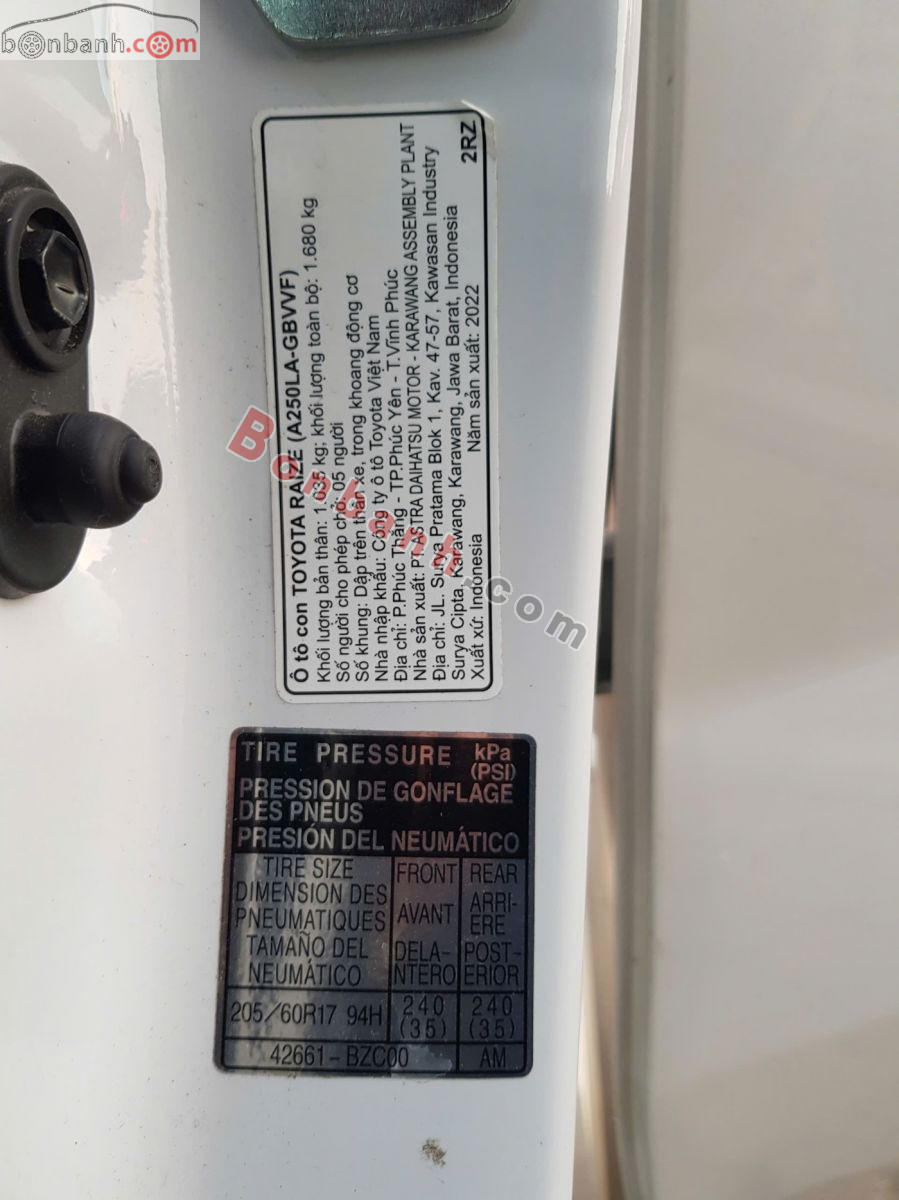 bonbanh.com
Ô tô con TOYOTA RAIZE (A250LA-GBVVF)
Khối lượng bản thân: 1.035 kg; khối lượng toàn bộ: 1.680 kg
Số người cho phép chở: 05 người
Số khung: Dập trên thân xe, trong khoang động cơ
Nhà nhập khẩu: Công ty ô tô Toyota Việt Nam
Địa chỉ: P.Phúc Thắng - TP.Phúc Yên - T.Vĩnh Phúc
Nhà sản xuất: PT ASTRA DAIHATSU MOTOR - KARAWANG ASSEMBLY PLANT
Địa chỉ: JL. Surya Pratama Blok 1, Kav. 47-57, Kawasan Industry
Surya Cipta, Karawang, Karawang, Jawa Barat, Indonesia
Xuất xứ: Indonesia Năm sản xuất: 2022 2RZ
Bonbanh.com
TIRE PRESSURE kPa
(PSI)
PRESSION DE GONFLAGE
DES PNEUS
PRESIÓN DEL NEUMÁTICO
TIRE SIZE FRONT REAR
DIMENSION DES
PNEUMATIQUES AVANT ARRI-
ERE
TAMAÑO DEL DELA- POST-
NEUMÁTICO NTERO ERIOR
205/60R17 94H 240 240
(35) (35)
42661-BZC00 AM